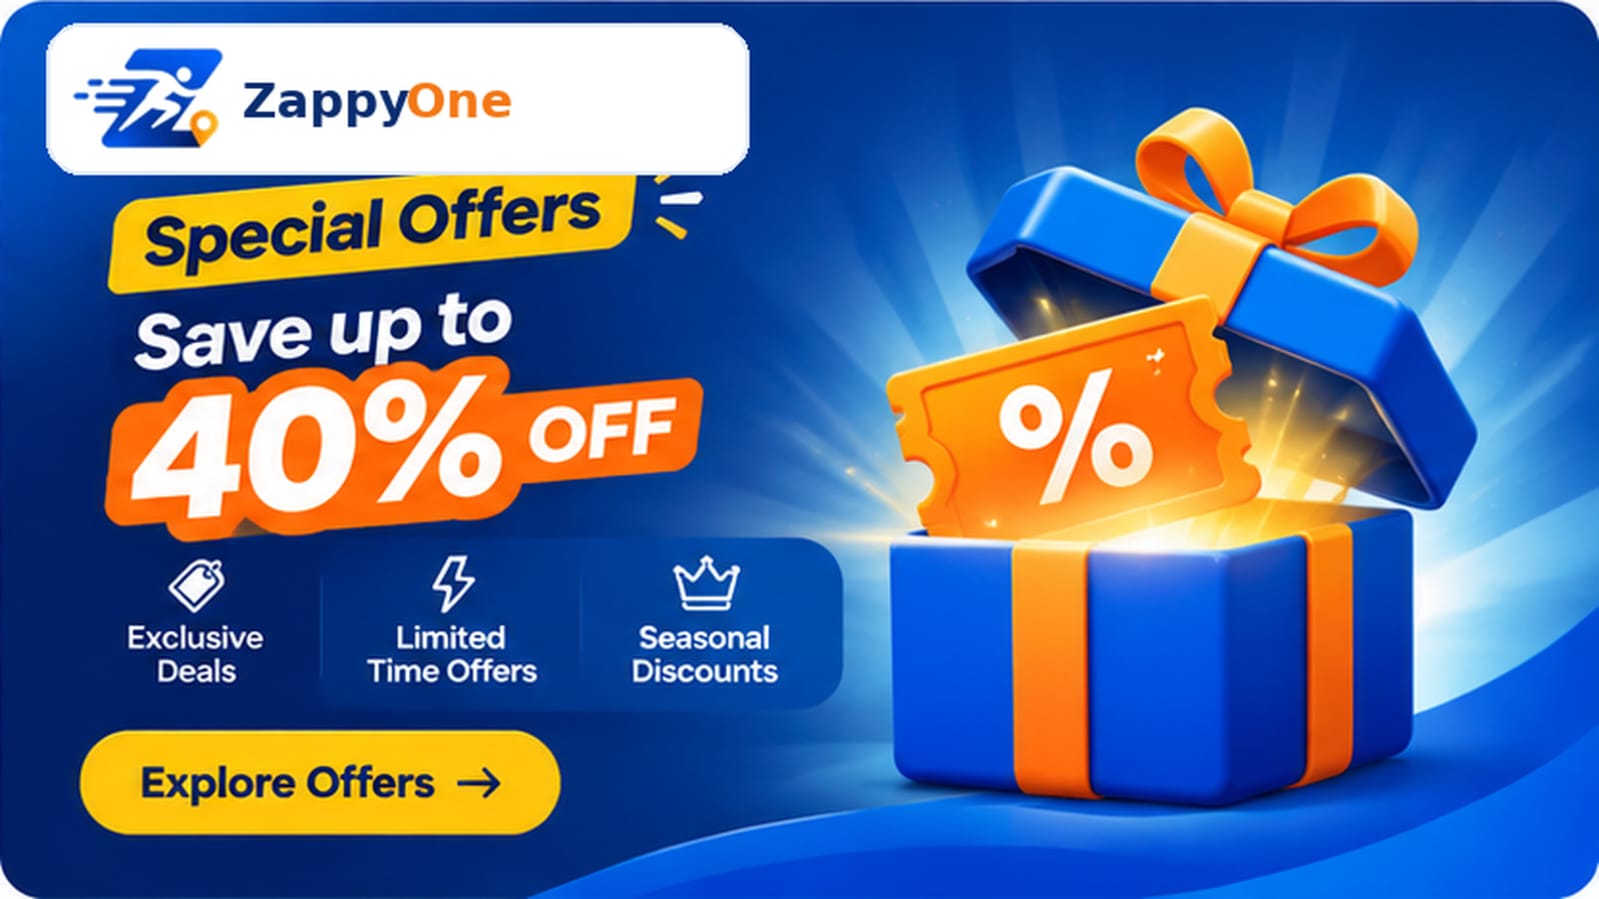 ZappyOne
Special Offers
Save up to
40% OFF
%
Exclusive
Deals
Limited
Time Offers
Seasonal
Discounts
Explore Offers →